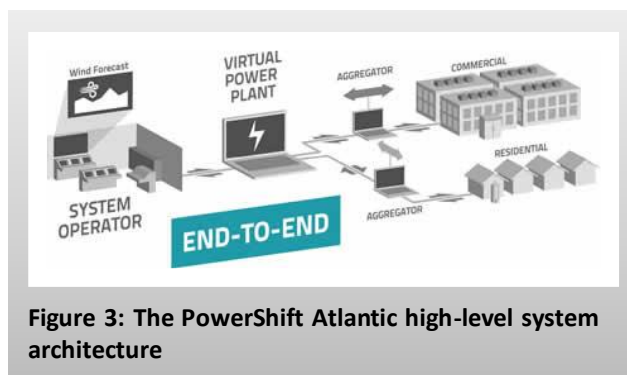 Wind Forecast
VIRTUAL
POWER
PLANT
AGGREGATOR
COMMERCIAL
RESIDENTIAL
SYSTEM
OPERATOR
AGGREGATOR
END-TO-END
Figure 3: The PowerShift Atlantic high-level system
architecture